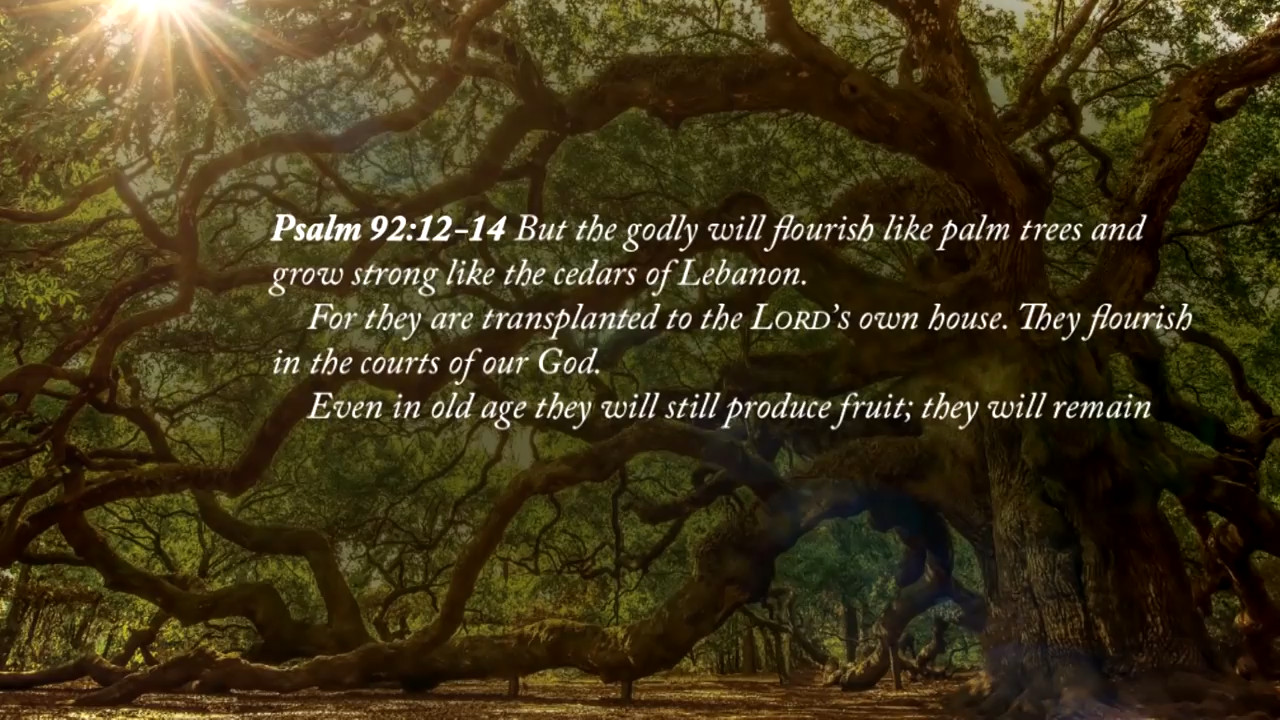 Psalm 92:12-14 But the godly will flourish like palm trees and
grow strong like the cedars of Lebanon.
For they are transplanted to the LORD’s own house. They flourish
in the courts of our God.
Even in old age they will still produce fruit; they will remain